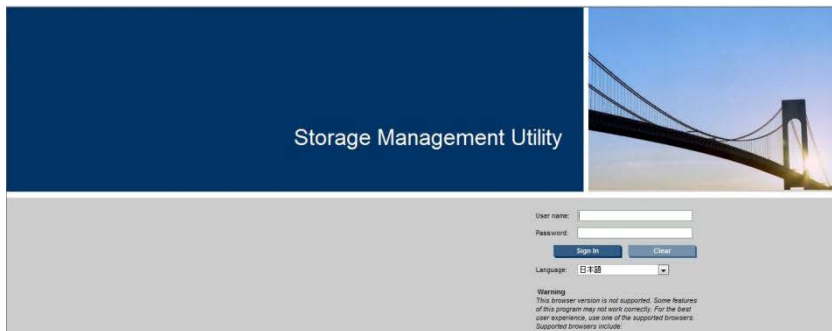 Storage Management Utility
User name:
Password:
Sign In Clear
Language: 日本語
Warning
This browser version is not supported. Some features
of this program may not work correctly. For the best
user experience, use one of the supported browsers.
Supported browsers include: